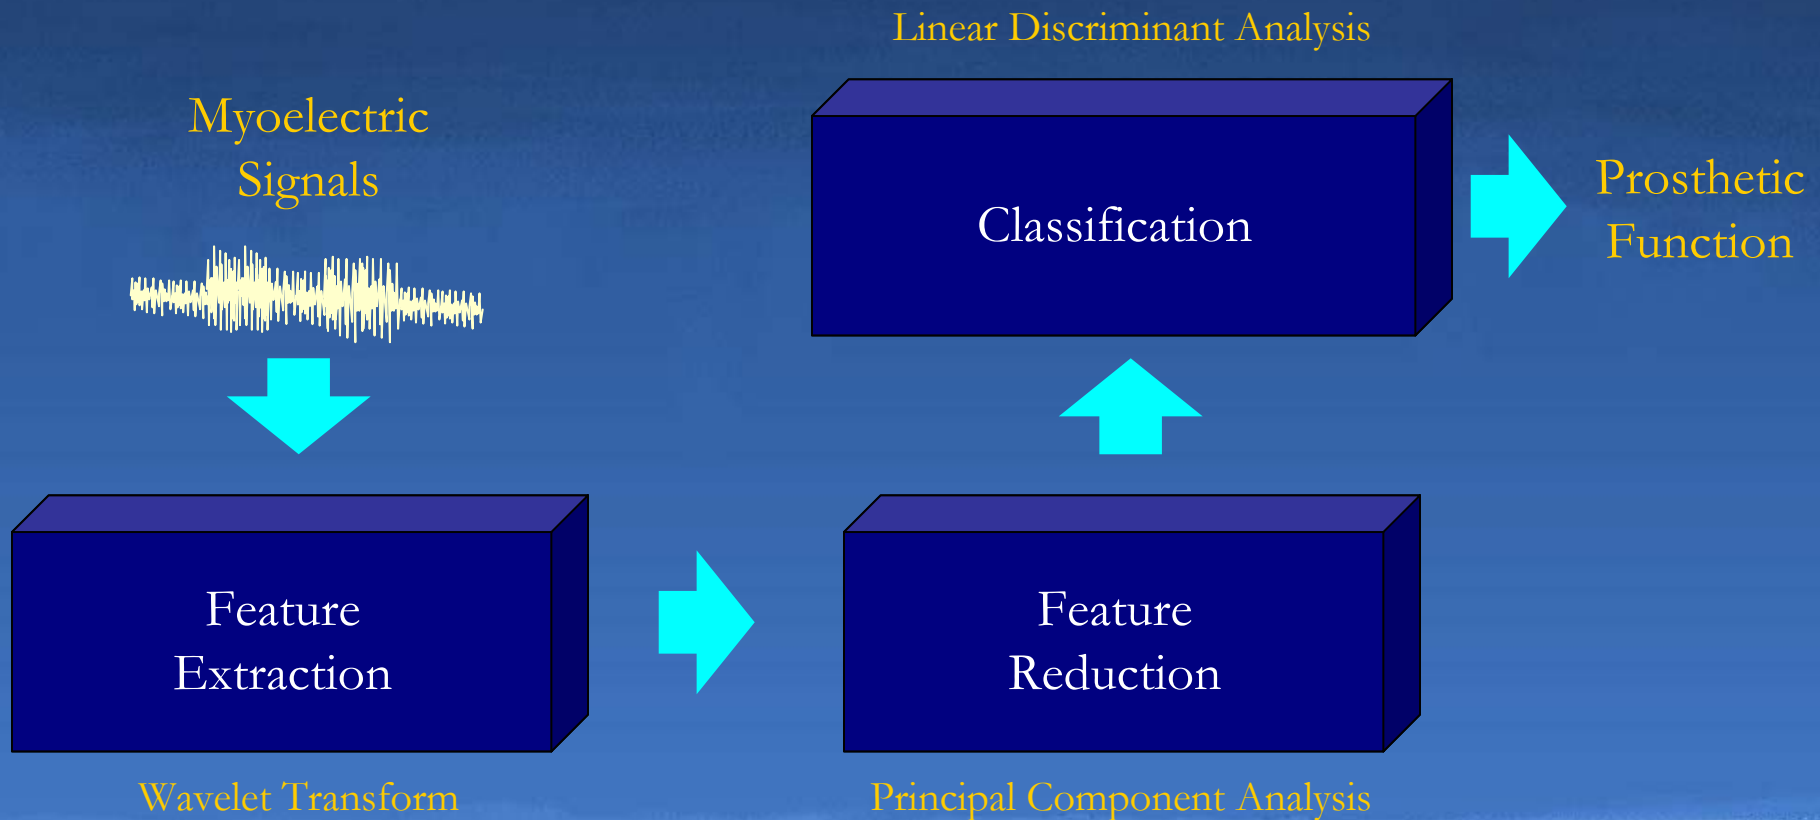 Linear Discriminant Analysis
Myoelectric
Signals
Classification
Prosthetic
Function
Feature
Extraction
Feature
Reduction
Wavelet Transform
Principal Component Analysis